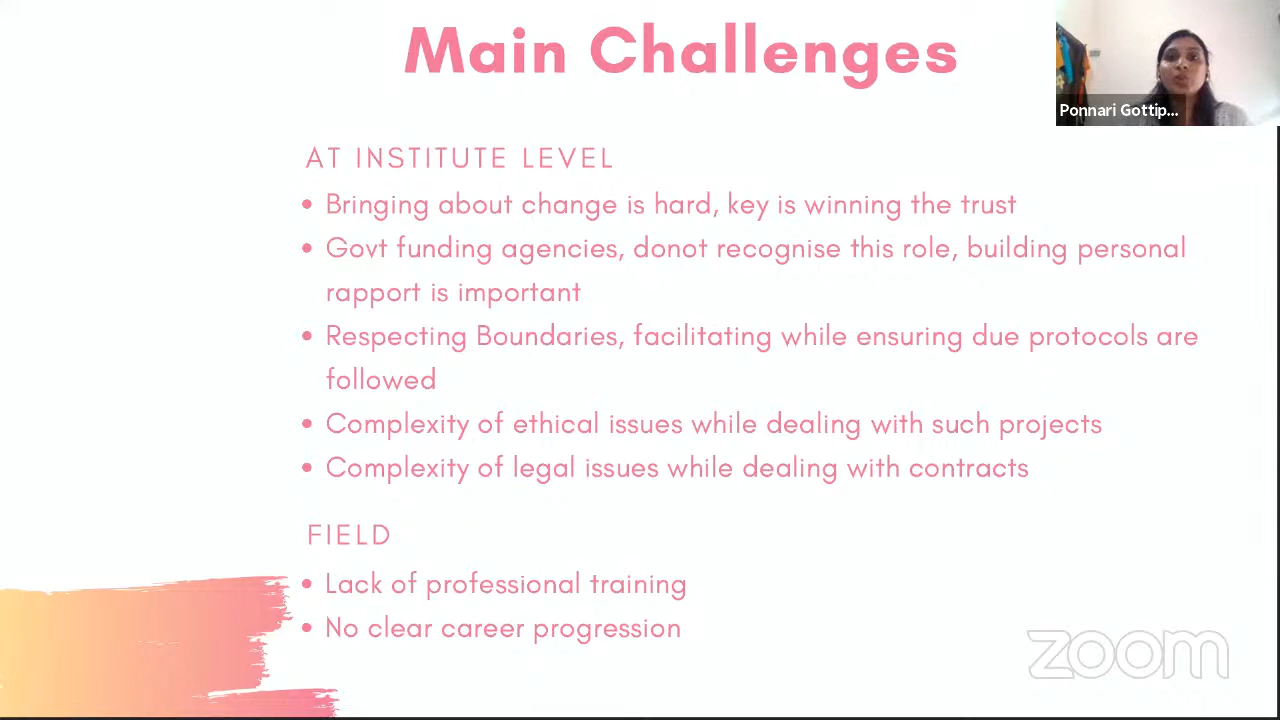 Main Challenges
Ponnari Gottip...
AT INSTITUTE LEVEL
• Bringing about change is hard, key is winning the trust
• Govt funding agencies, donot recognise this role, building personal
rapport is important
• Respecting Boundaries, facilitating while ensuring due protocols are
followed
• Complexity of ethical issues while dealing with such projects
• Complexity of legal issues while dealing with contracts
FIELD
• Lack of professional training
• No clear career progression
zoom